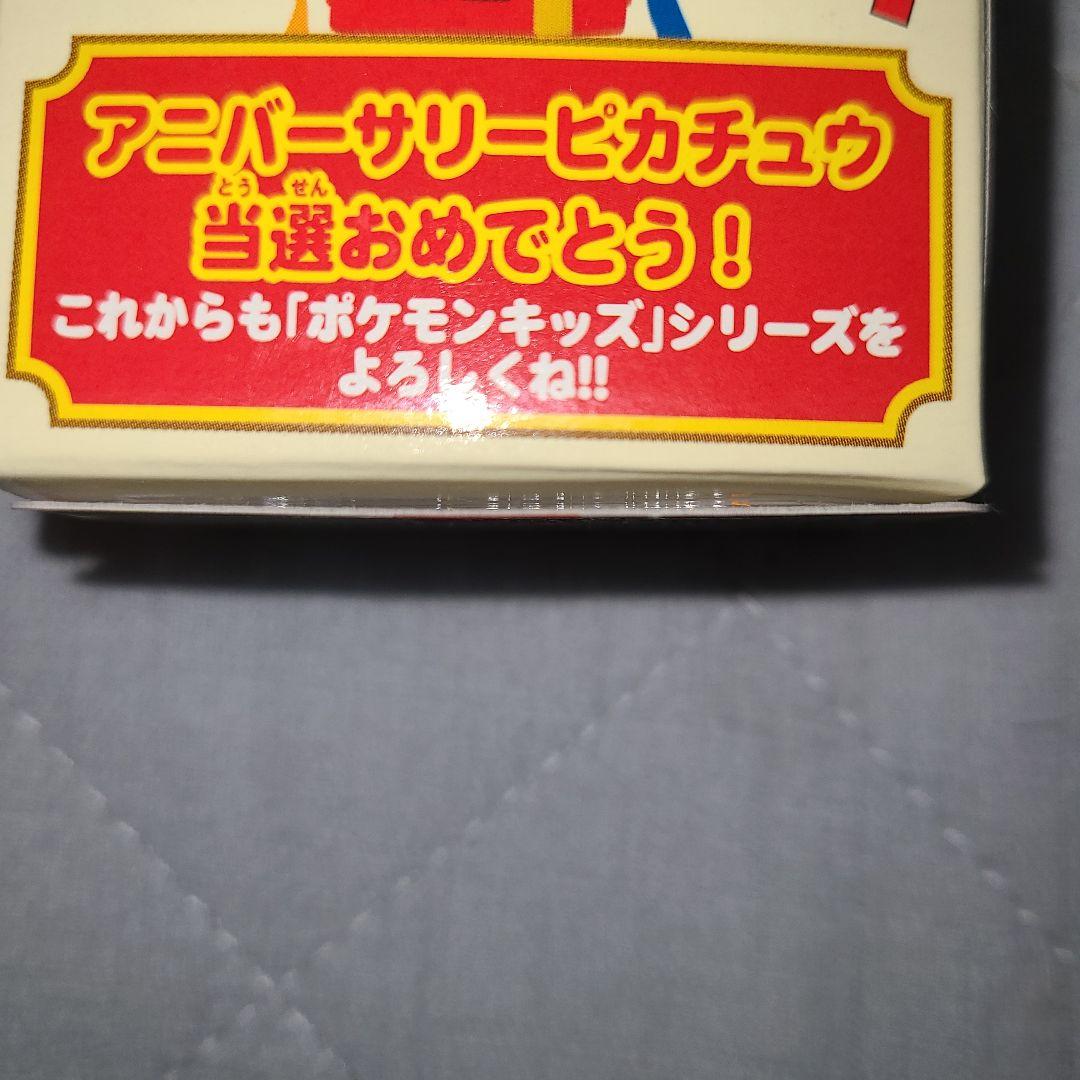 アニバーサリーピカチュウ
とう せん
当選おめでとう！
これからも「ポケモンキッズ」シリーズを
よろしくね!!